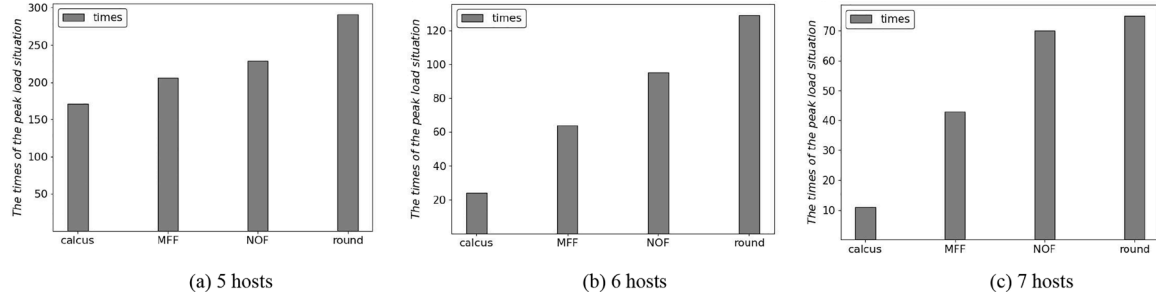 The times of the peak load situation
300
250
200
150
100
50
times
calcus MFF NOF round
(a) 5 hosts
The times of the peak load situation
120
100
80
60
40
20
times
calcus MFF NOF round
(b) 6 hosts
The times of the peak load situation
70
60
50
40
30
20
10
times
calcus MFF NOF round
(c) 7 hosts